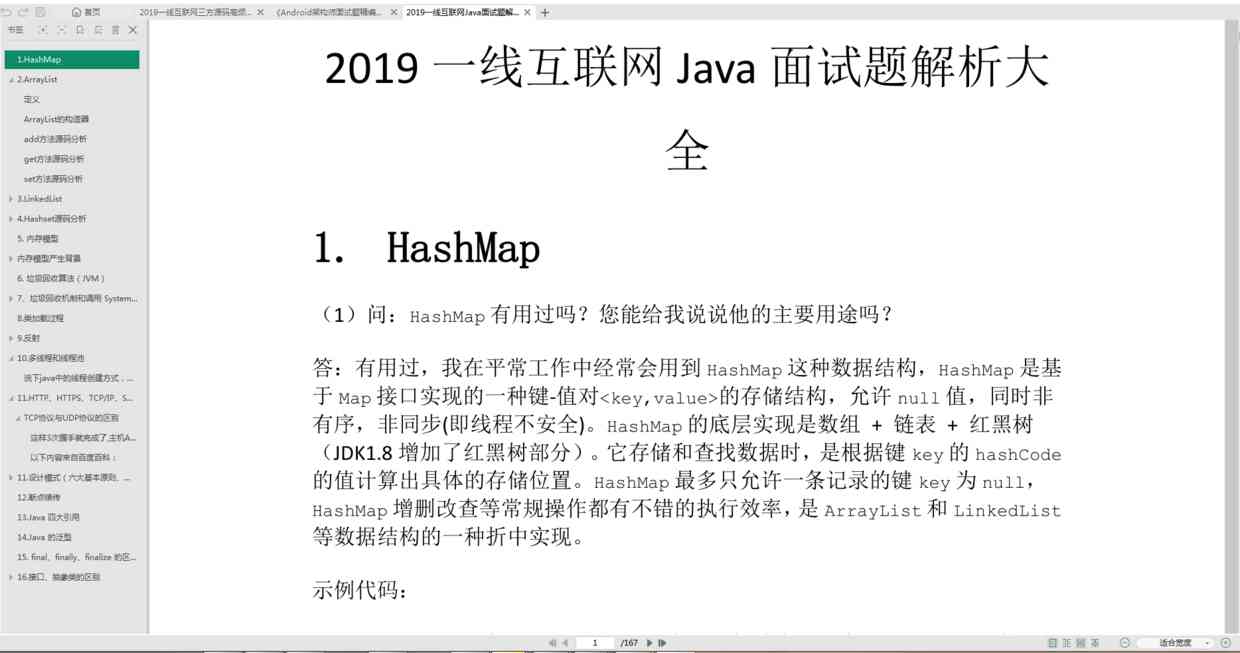 首页
2019一线互联网三方源码笔频...
《Android架构师面试题精编...
2019一线互联网Java面试题解...
书签
1.HashMap
2.ArrayList
定义
ArrayList的构造器
add方法源码分析
get方法源码分析
set方法源码分析
3.LinkedList
4.Hashset源码分析
5. 内存模型
内存模型产生背景
6. 垃圾回收算法（JVM）
7、垃圾回收机制和调用 System...
8.类加载过程
9.反射
10.多线程和线程池
说下java中的线程创建方式，...
11.HTTP、HTTPS、TCP/IP、S...
TCP协议与UDP协议的区别
这样3次握手就完成了,主机A...
以下内容来自百度百科：
11.设计模式（六大基本原则、...
12.断点续传
13.Java 四大引用
14.Java 的泛型
15. final、finally、finalize 的区...
16.接口、抽象类的区别
2019 一线互联网 Java 面试题解析大
全
1. HashMap
（1）问：HashMap 有用过吗？您能给我说说他的主要用途吗？
答：有用过，我在平常工作中经常会用到 HashMap 这种数据结构，HashMap 是基
于 Map 接口实现的一种键-值对<key,value>的存储结构，允许 null 值，同时非
有序，非同步(即线程不安全)。HashMap 的底层实现是数组 + 链表 + 红黑树
（JDK1.8 增加了红黑树部分）。它存储和查找数据时，是根据键 key 的 hashCode
的值计算出具体的存储位置。HashMap 最多只允许一条记录的键 key 为 null，
HashMap 增删改查等常规操作都有不错的执行效率，是 ArrayList 和 LinkedList
等数据结构的一种折中实现。
示例代码：
1 /167
适合宽度